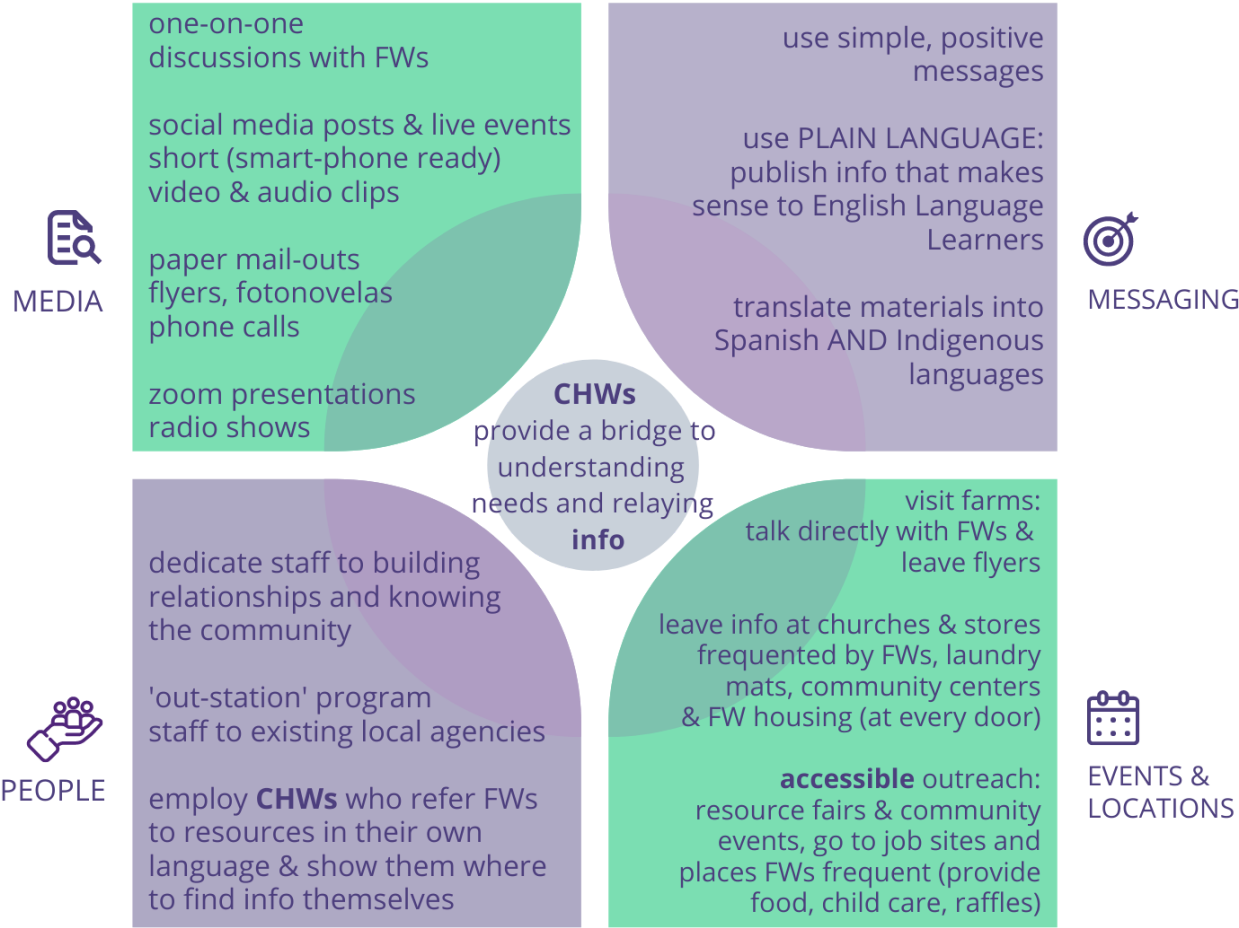 one-on-one
discussions with FWs
social media posts & live events
short (smart-phone ready)
video & audio clips
paper mail-outs
flyers, fotonovelas
phone calls
zoom presentations
radio shows
MEDIA
use simple, positive
messages
use PLAIN LANGUAGE:
publish info that makes
sense to English Language
Learners
translate materials into
Spanish AND Indigenous
languages
MESSAGING
CHWs
provide a bridge to
understanding
needs and relaying
info
dedicate staff to building
relationships and knowing
the community
'out-station' program
staff to existing local agencies
employ CHWs who refer FWs
to resources in their own
language & show them where
to find info themselves
PEOPLE
visit farms:
talk directly with FWs &
leave flyers
leave info at churches & stores
frequented by FWs, laundry
mats, community centers
& FW housing (at every door)
accessible outreach:
resource fairs & community
events, go to job sites and
places FWs frequent (provide
food, child care, raffles)
EVENTS &
LOCATIONS